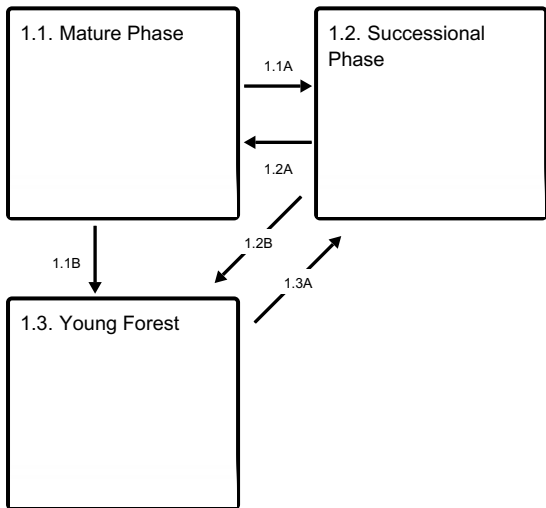 1.1. Mature Phase
1.2. Successional
Phase
1.1A
1.2A
1.1B
1.2B
1.3A
1.3. Young Forest